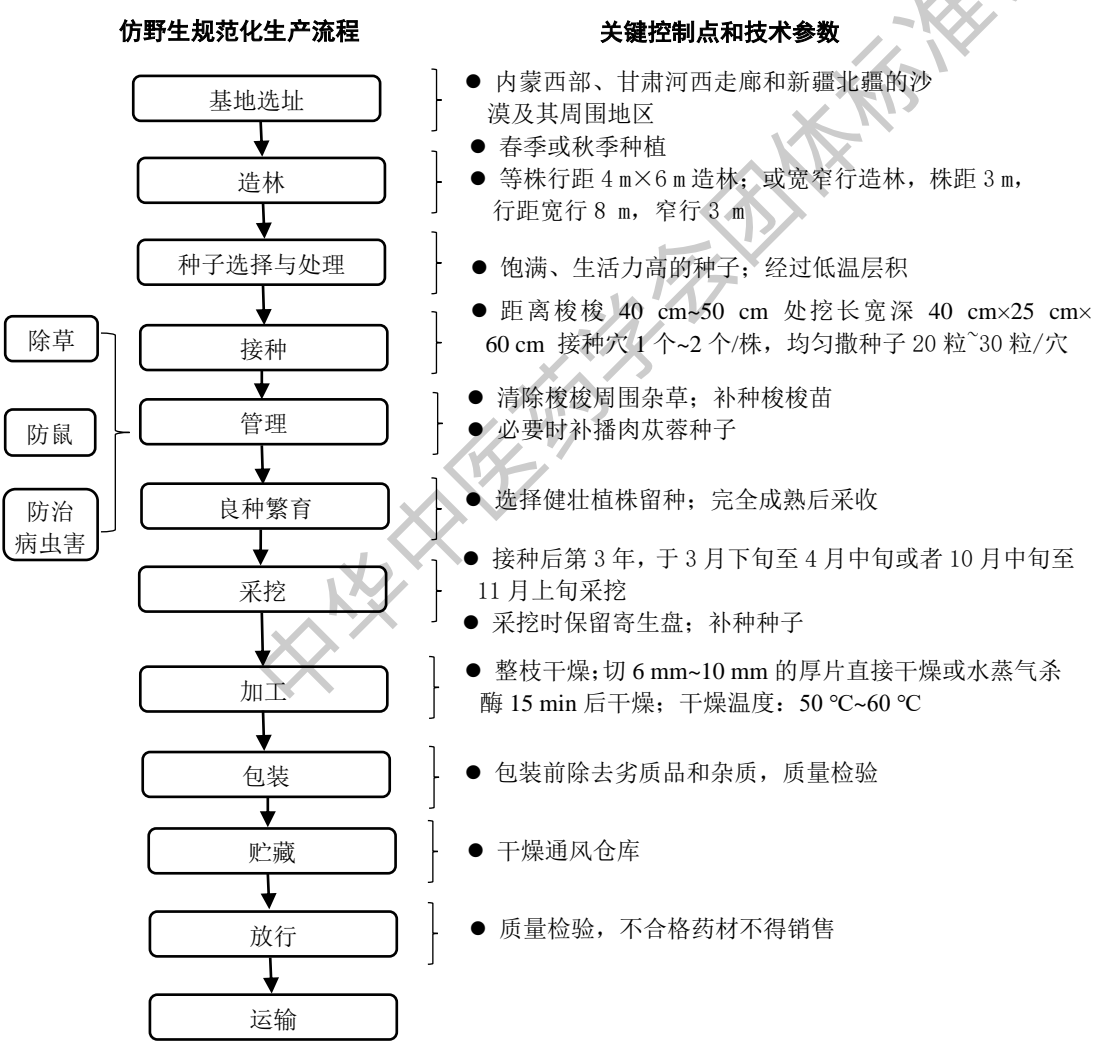 仿野生规范化生产流程
关键控制点和技术参数
基地选址
● 内蒙西部、甘肃河西走廊和新疆北疆的沙
漠及其周围地区
造林
● 春季或秋季种植
● 等株行距 4 m×6 m 造林；或宽窄行造林，株距 3 m，
行距宽行 8 m，窄行 3 m
种子选择与处理
● 饱满、生活力高的种子；经过低温层积
接种
● 距离梭梭 40 cm~50 cm 处挖长宽深 40 cm×25 cm×
60 cm 接种穴 1 个~2 个/株，均匀撒种子 20 粒~30 粒/穴
除草
防鼠
防治
病虫害
管理
● 清除梭梭周围杂草；补种梭梭苗
● 必要时补播肉苁蓉种子
良种繁育
● 选择健壮植株留种；完全成熟后采收
采挖
● 接种后第 3 年，于 3 月下旬至 4 月中旬或者 10 月中旬至
11 月上旬采挖
● 采挖时保留寄生盘；补种种子
加工
● 整枝干燥；切 6 mm~10 mm 的厚片直接干燥或水蒸气杀
酶 15 min 后干燥；干燥温度：50 ℃~60 ℃
包装
● 包装前除去劣质品和杂质，质量检验
贮藏
● 干燥通风仓库
放行
● 质量检验，不合格药材不得销售
运输
中华中医药学会团体标准